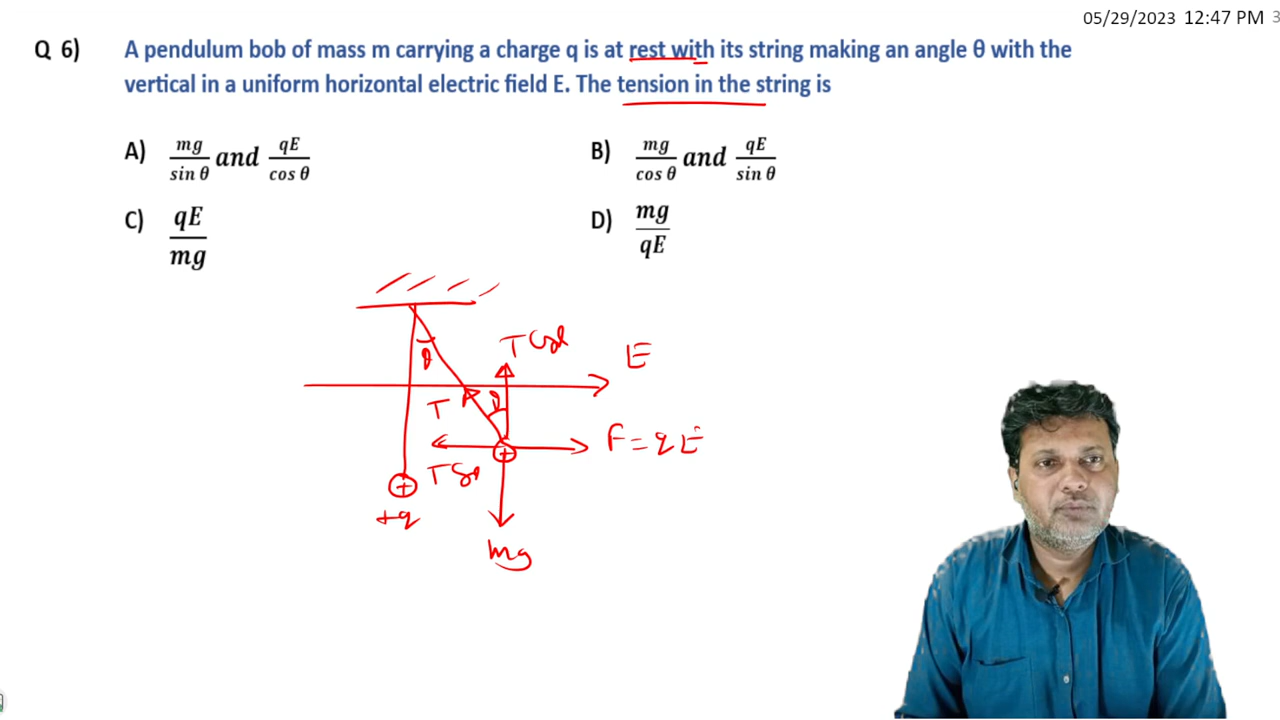 05/29/2023 12:47 PM 3
Q 6) A pendulum bob of mass m carrying a charge q is at rest with its string making an angle θ with the
vertical in a uniform horizontal electric field E. The tension in the string is
A) mg/sin θ and qE/cos θ
B) mg/cos θ and qE/sin θ
C) qE/mg
D) mg/qE
θ
T Cosθ
E
T
θ
F = qE
T S
+
+
+q
mg